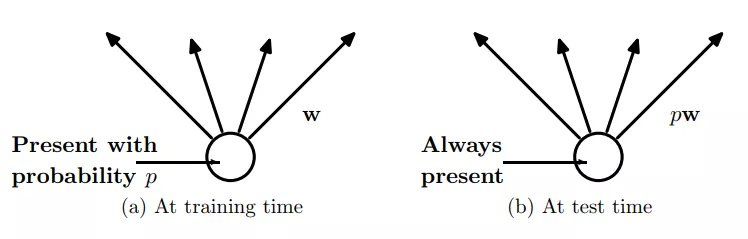 w
Present with
probability p
(a) At training time
pw
Always
present
(b) At test time